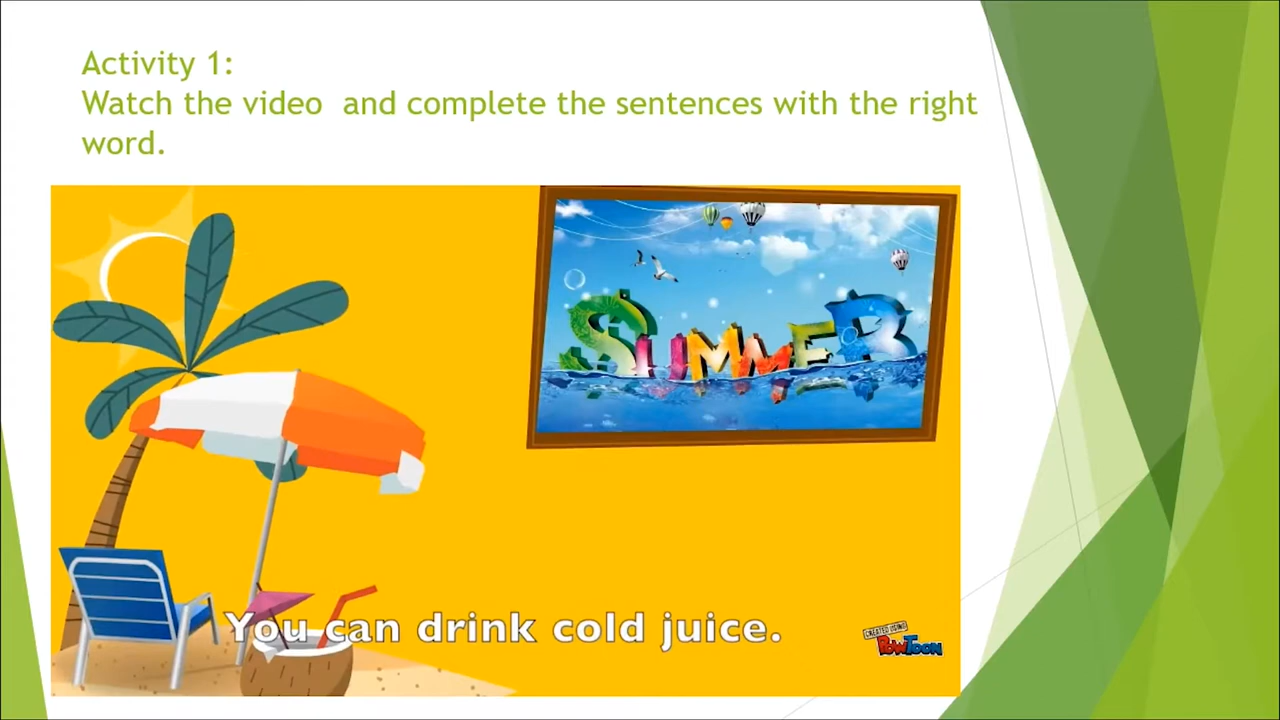 Activity 1:
Watch the video  and complete the sentences with the right
word.
SUMMER
You can drink cold juice.
CREATED USING
POWTOON